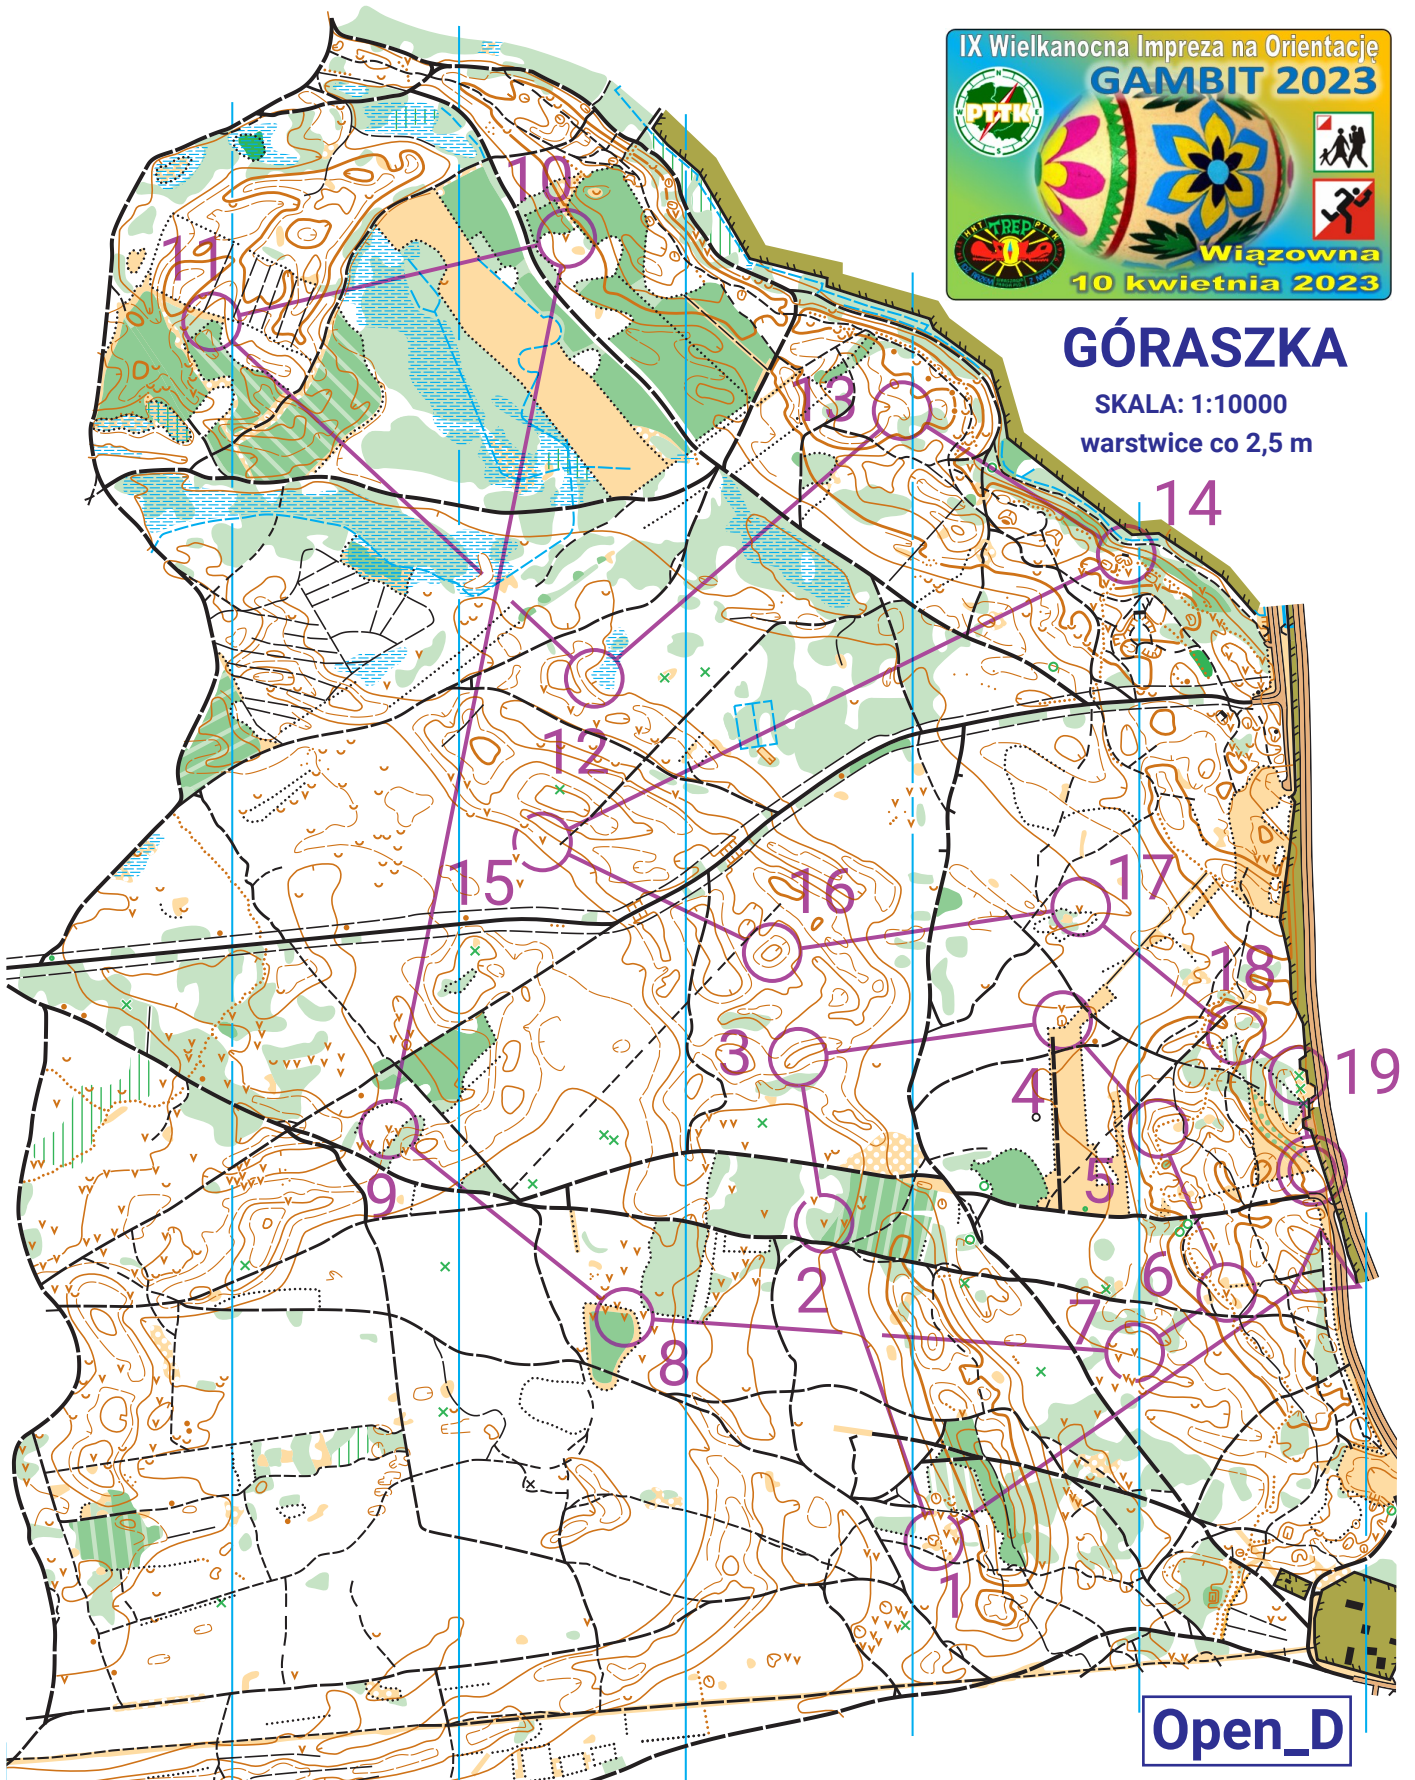 IX Wielkanocna Impreza na Orientację
GAMBIT 2023
PTTK
TREP
Wiązowna
10 kwietnia 2023
GÓRASZKA
SKALA: 1:10000
warstwice co 2,5 m
10
11
13
14
12
15
16
17
18
3
19
4
5
9
2
6
7
8
1
Open_D